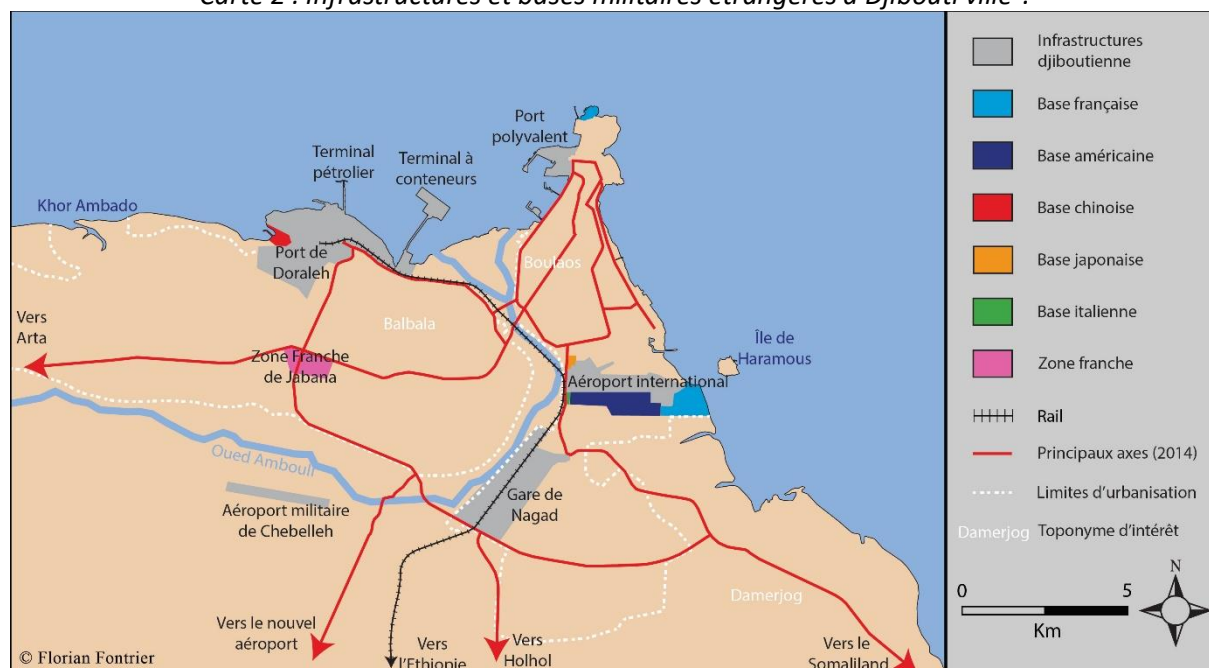 Carte 2 : Infrastructures et bases militaires étrangères à Djibouti-ville .
Port
polyvalent
Terminal
pétrolier
Terminal à
conteneurs
Khor Ambado
Port de
Doraleh
Boulaos
Balbala
Vers
Arta
Zone Franche
de Jabana
Île de
Haramous
Aéroport international
Oued Ambouli
Aéroport militaire
de Chebelleh
Gare de
Nagad
Damerjog
Vers le nouvel
aéroport
Vers
l'Ethiopie
Vers
Holhol
Vers le
Somaliland
© Florian Fontrier
Infrastructures
djiboutienne
Base française
Base américaine
Base chinoise
Base japonaise
Base italienne
Zone franche
Rail
Principaux axes (2014)
Limites d'urbanisation
Damerjog Toponyme d'intérêt
N
0 5
Km